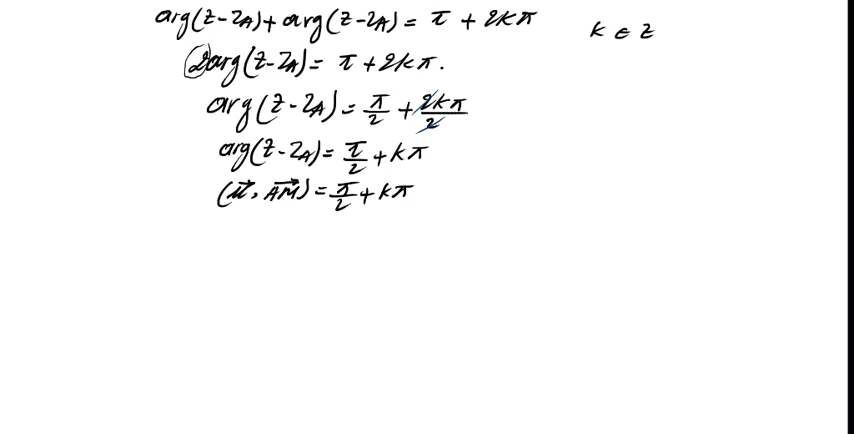 arg(z-z_A)+arg(z-z_A)= π + 2kπ    k ∈ Z
2arg(z-z_A)= π + 2kπ.
arg(z-z_A)= π/2 + 2kπ/2
arg(z-z_A)= π/2 + kπ
(u⃗, AM⃗)= π/2 + kπ